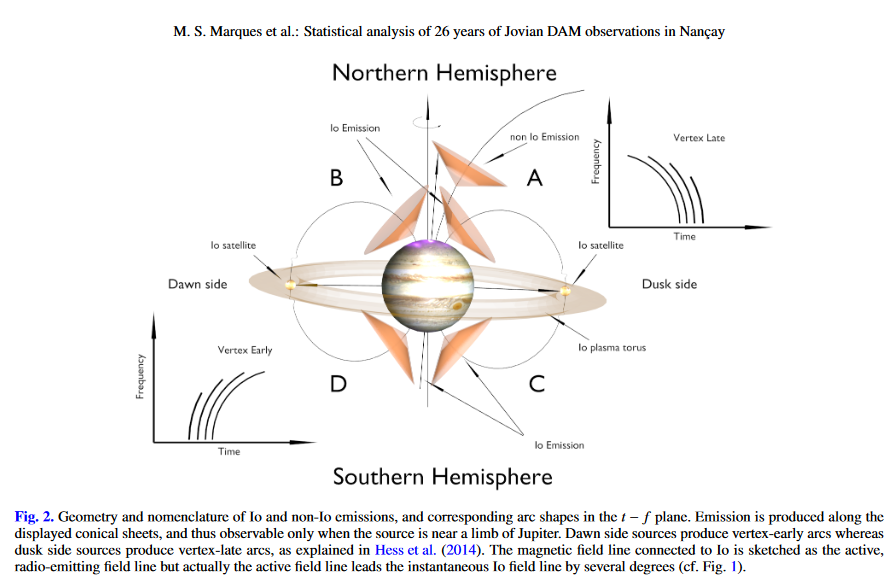 M. S. Marques et al.: Statistical analysis of 26 years of Jovian DAM observations in Nançay
Northern Hemisphere
Io Emission
non Io Emission
Vertex Late
Frequency
B
A
Time
Io satellite
Io satellite
Dawn side
Dusk side
Io plasma torus
Vertex Early
Frequency
D
C
Time
Io Emission
Southern Hemisphere
Fig. 2. Geometry and nomenclature of Io and non-Io emissions, and corresponding arc shapes in the t − f plane. Emission is produced along the
displayed conical sheets, and thus observable only when the source is near a limb of Jupiter. Dawn side sources produce vertex-early arcs whereas
dusk side sources produce vertex-late arcs, as explained in Hess et al. (2014). The magnetic field line connected to Io is sketched as the active,
radio-emitting field line but actually the active field line leads the instantaneous Io field line by several degrees (cf. Fig. 1).